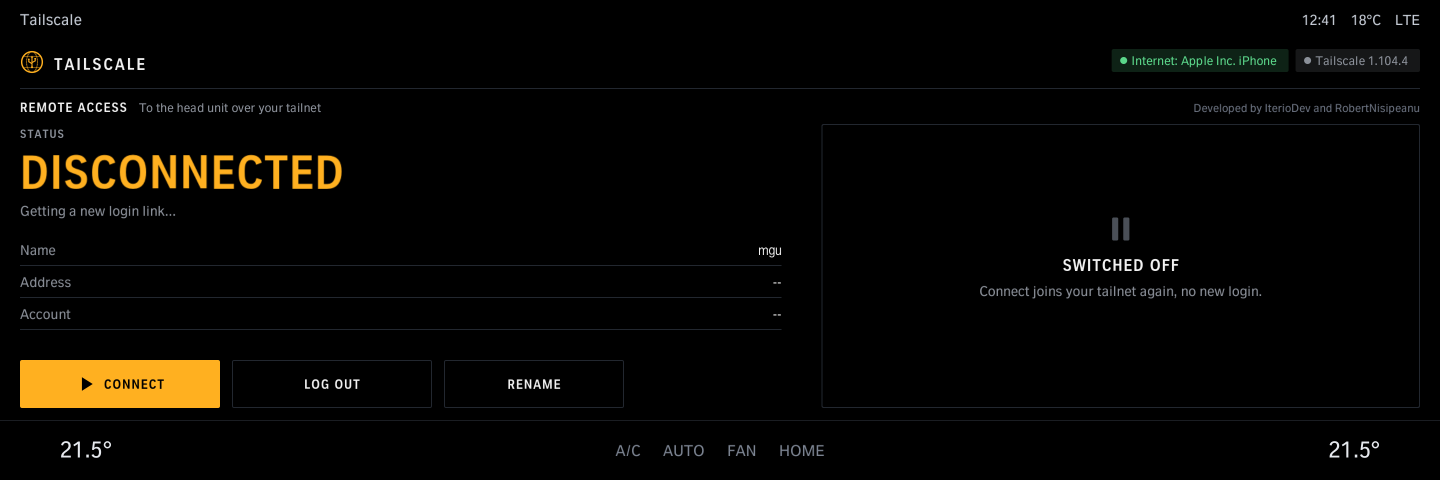 Tailscale
12:41 18°C LTE
TAILSCALE
Internet: Apple Inc. iPhone
Tailscale 1.104.4
REMOTE ACCESS To the head unit over your tailnet
Developed by IterioDev and RobertNisipeanu
STATUS
DISCONNECTED
Getting a new login link...
Name mgu
Address --
Account --
SWITCHED OFF
Connect joins your tailnet again, no new login.
CONNECT
LOG OUT
RENAME
21.5° A/C AUTO FAN HOME 21.5°